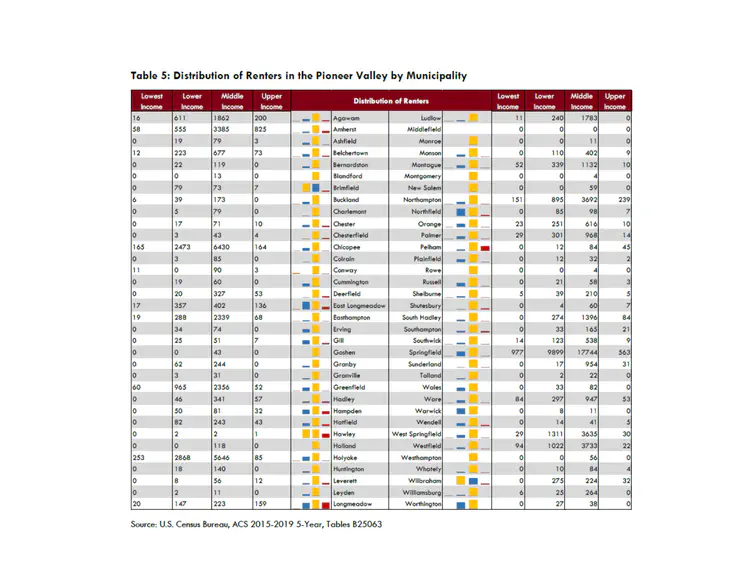 Table 5: Distribution of Renters in the Pioneer Valley by Municipality
Lowest Income Lower Income Middle Income Upper Income Distribution of Renters Lowest Income Lower Income Middle Income Upper Income
16 611 1862 200 Agawam Ludlow 11 240 1783 0
58 555 3385 825 Amherst Middlefield 0 0 0 0
0 19 79 3 Ashfield Monroe 0 0 11 0
12 223 677 73 Belchertown Monson 0 110 402 9
0 22 119 0 Bernardston Montague 52 339 1132 10
0 0 13 0 Blandford Montgomery 0 0 4 0
0 79 73 7 Brimfield New Salem 0 0 59 0
6 39 173 0 Buckland Northampton 151 895 3692 239
0 5 79 0 Charlemont Northfield 0 85 98 7
0 17 71 10 Chester Orange 23 251 616 10
0 3 43 4 Chesterfield Palmer 29 301 968 14
165 2473 6430 164 Chicopee Pelham 0 12 84 45
0 3 85 0 Colrain Plainfield 0 12 32 2
11 0 90 3 Conway Rowe 0 0 4 0
0 19 60 0 Cummington Russell 0 21 58 3
0 20 327 53 Deerfield Shelburne 5 39 210 5
17 357 402 136 East Longmeadow Shutesbury 0 4 60 7
19 288 2339 68 Easthampton South Hadley 0 274 1396 84
0 34 74 0 Erving Southampton 0 33 165 21
0 25 51 7 Gill Southwick 14 123 538 9
0 0 43 0 Goshen Springfield 977 9899 17744 563
0 62 244 0 Granby Sunderland 0 17 954 31
0 3 31 0 Granville Tolland 0 2 22 0
60 965 2356 52 Greenfield Wales 0 33 82 0
0 46 341 57 Hadley Ware 84 297 947 53
0 50 81 32 Hampden Warwick 0 8 11 0
0 82 243 43 Hatfield Wendell 0 14 41 5
0 2 2 1 Hawley West Springfield 29 1311 3635 30
0 0 118 0 Holland Westfield 94 1022 3733 22
253 2868 5646 85 Holyoke Westhampton 0 0 56 0
0 18 140 0 Huntington Whately 0 10 84 4
0 8 56 12 Leverett Wilbraham 0 275 224 32
0 2 11 0 Leyden Williamsburg 6 25 264 0
20 147 223 159 Longmeadow Worthington 0 27 38 0
Source: U.S. Census Bureau, ACS 2015-2019 5-Year, Tables B25063